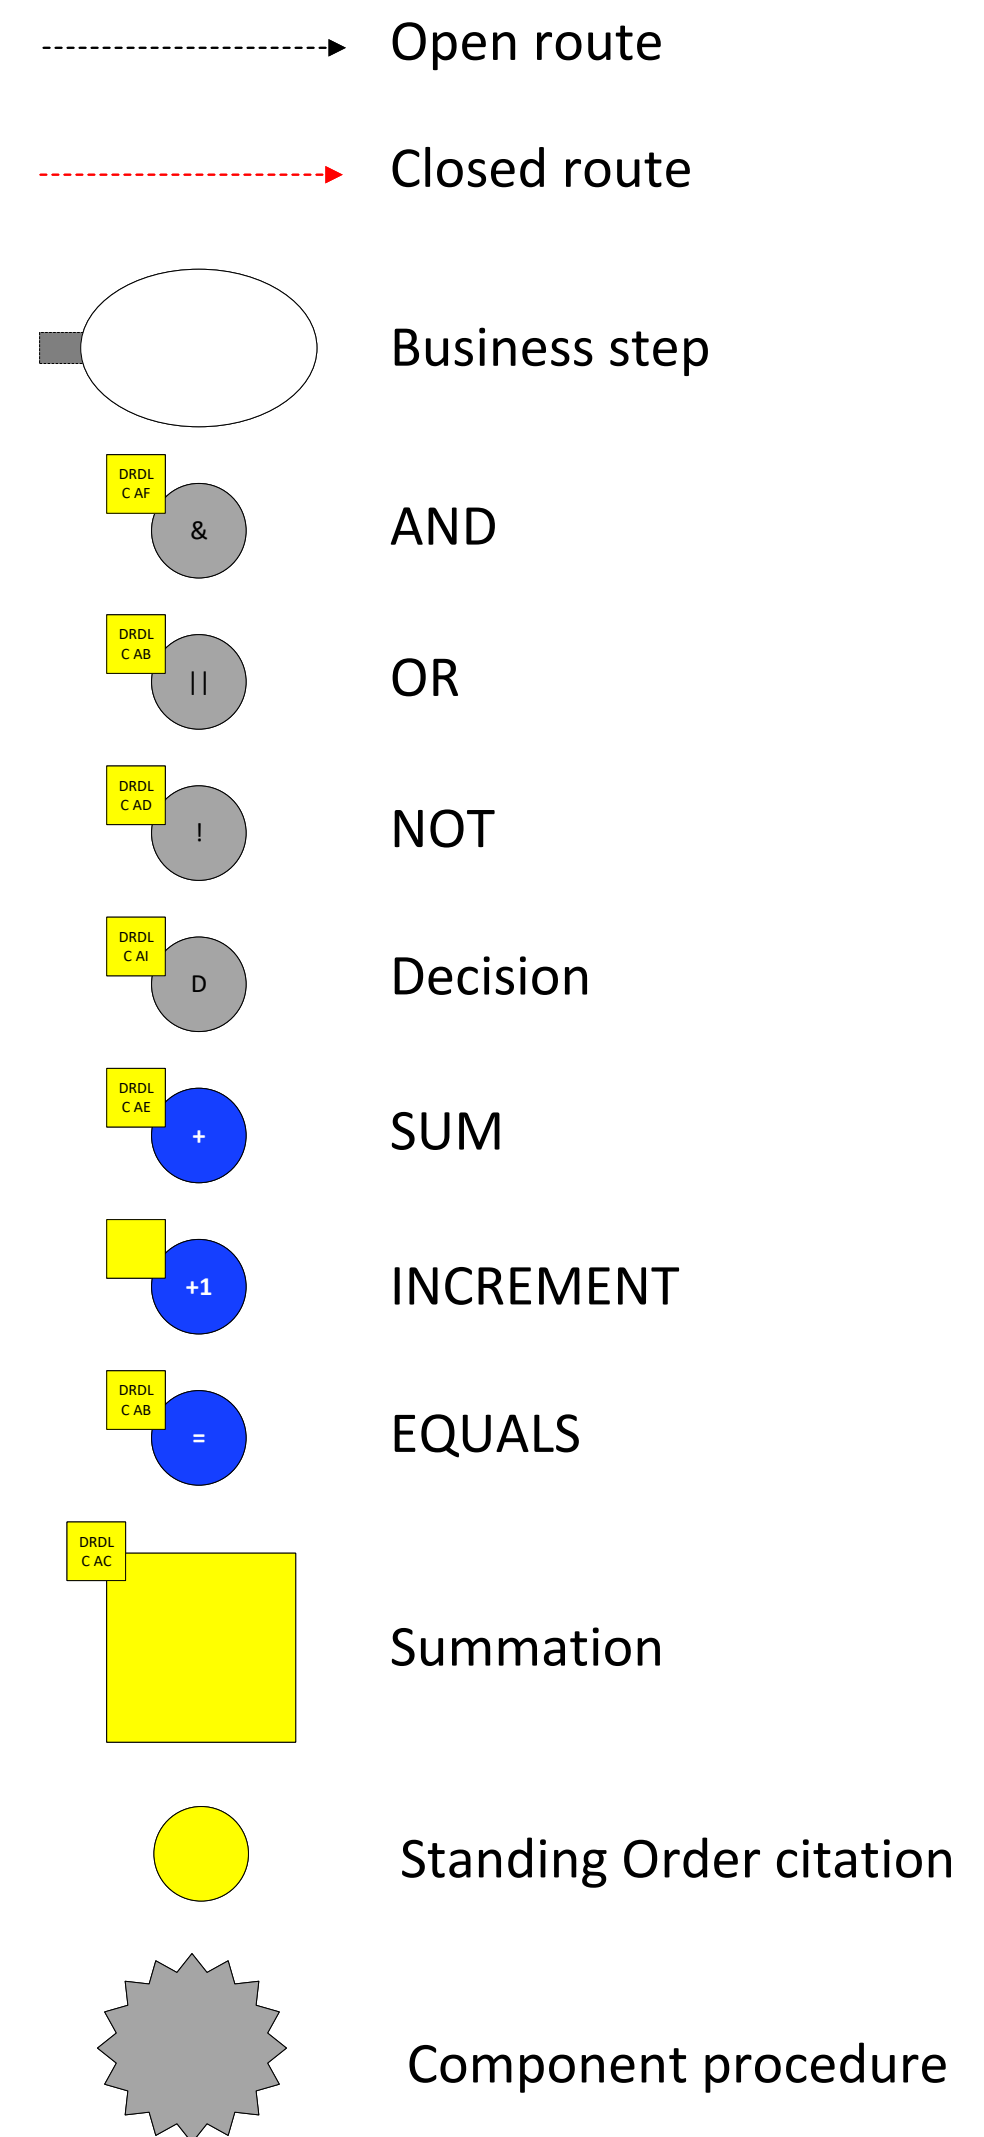 Open route
Closed route
Business step
DRDL
C AF
&
AND
DRDL
C AB
||
OR
DRDL
C AD
!
NOT
DRDL
C AI
D
Decision
DRDL
C AE
+
SUM
+1
INCREMENT
DRDL
C AB
=
EQUALS
DRDL
C AC
Summation
Standing Order citation
Component procedure